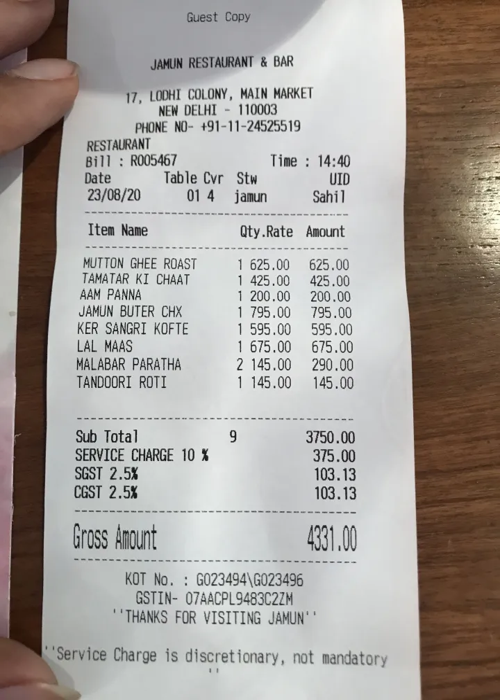 Guest Copy
JAMUN RESTAURANT & BAR
17, LODHI COLONY, MAIN MARKET
NEW DELHI - 110003
PHONE NO- +91-11-24525519
RESTAURANT
Bill : R005467 Time : 14:40
Date Table Cvr Stw UID
23/08/20 01 4 jamun Sahil
Item Name Qty.Rate Amount
MUTTON GHEE ROAST 1 625.00 625.00
TAMATAR KI CHAAT 1 425.00 425.00
AAM PANNA 1 200.00 200.00
JAMUN BUTER CHX 1 795.00 795.00
KER SANGRI KOFTE 1 595.00 595.00
LAL MAAS 1 675.00 675.00
MALABAR PARATHA 2 145.00 290.00
TANDOORI ROTI 1 145.00 145.00
Sub Total 9 3750.00
SERVICE CHARGE 10 % 375.00
SGST 2.5% 103.13
CGST 2.5% 103.13
Gross Amount 4331.00
KOT No. : G023494\G023496
GSTIN- 07AACPL9483C2ZM
''THANKS FOR VISITING JAMUN''
''Service Charge is discretionary, not mandatory
''